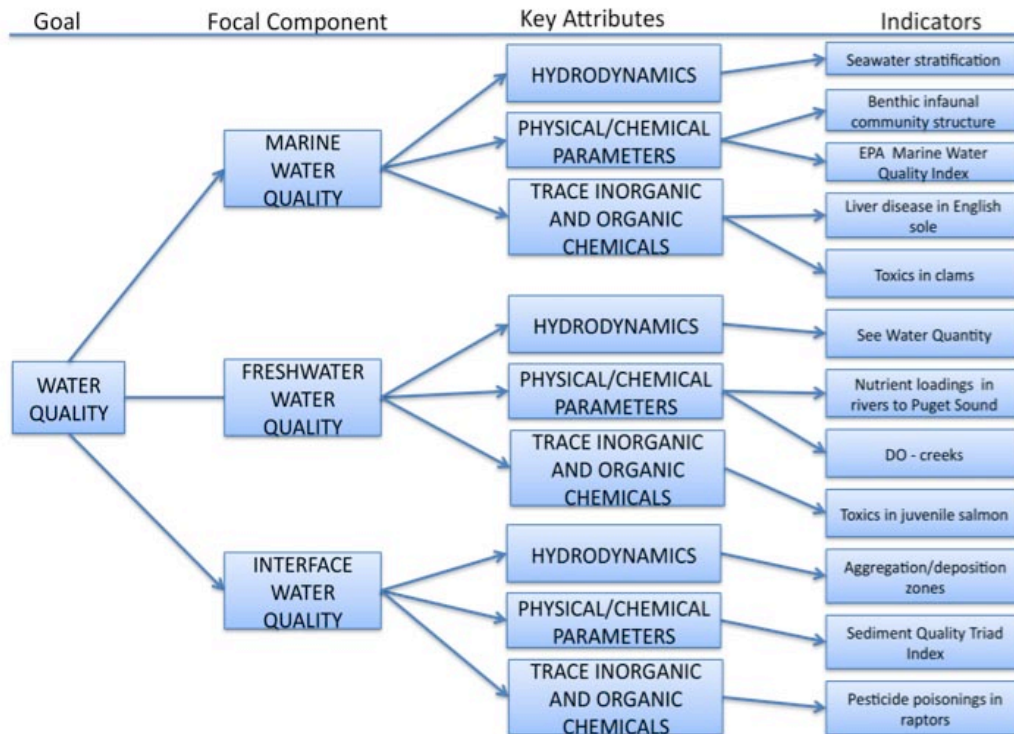 Goal
Focal Component
Key Attributes
Indicators
WATER
QUALITY
MARINE
WATER
QUALITY
HYDRODYNAMICS
Seawater stratification
PHYSICAL/CHEMICAL
PARAMETERS
Benthic infaunal
community structure
EPA Marine Water
Quality Index
TRACE INORGANIC
AND ORGANIC
CHEMICALS
Liver disease in English
sole
Toxics in clams
FRESHWATER
WATER
QUALITY
HYDRODYNAMICS
See Water Quantity
PHYSICAL/CHEMICAL
PARAMETERS
Nutrient loadings in
rivers to Puget Sound
DO - creeks
TRACE INORGANIC
AND ORGANIC
CHEMICALS
Toxics in juvenile salmon
INTERFACE
WATER
QUALITY
HYDRODYNAMICS
Aggregation/deposition
zones
PHYSICAL/CHEMICAL
PARAMETERS
Sediment Quality Triad
Index
TRACE INORGANIC
AND ORGANIC
CHEMICALS
Pesticide poisonings in
raptors